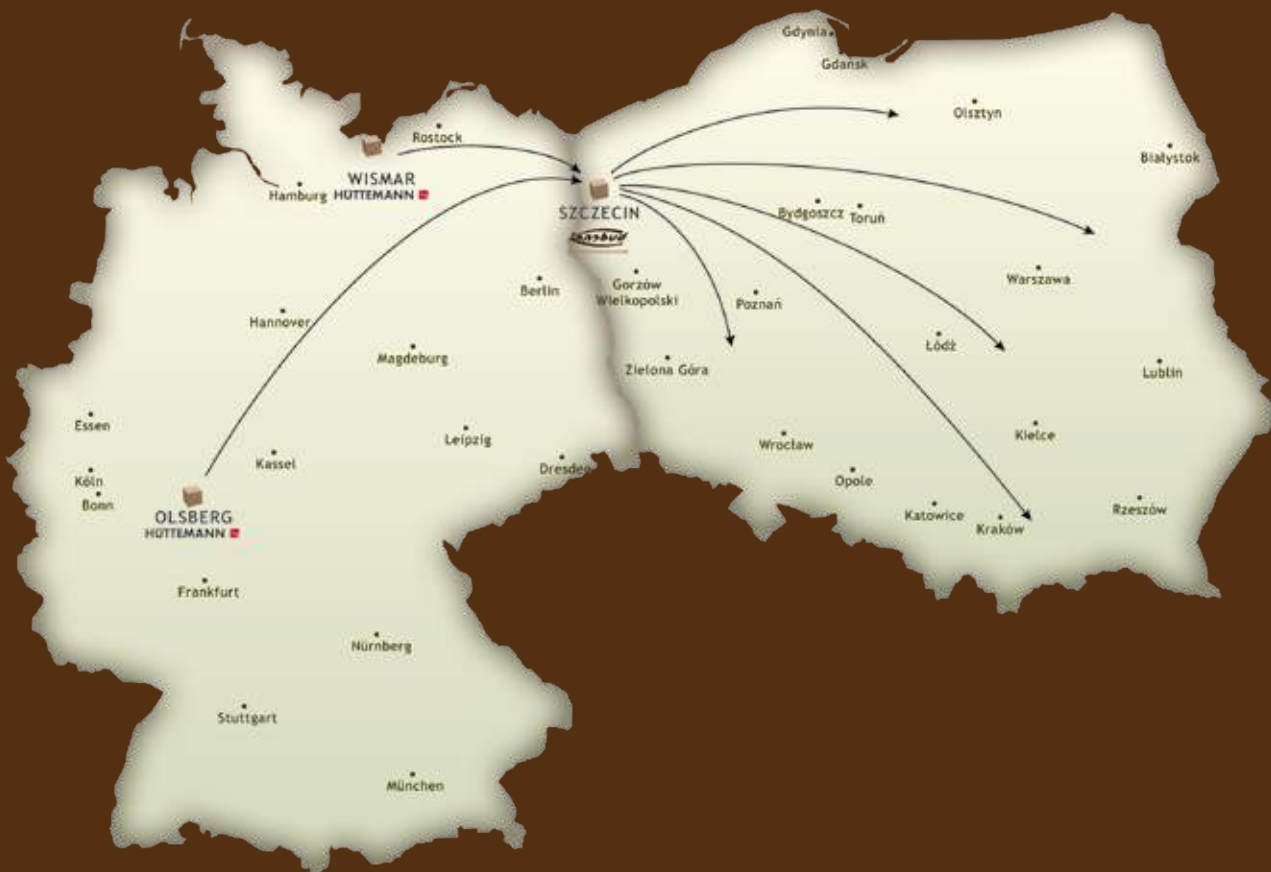 Gdynia
Gdańsk
Olsztyn
Rostock
Białystok
WISMAR
HÜTTEMANN
Hamburg
SZCZECIN
Bydgoszcz
Toruń
Warszawa
Berlin
Gorzów
Wielkopolski
Poznań
Hannover
Łódź
Magdeburg
Zielona Góra
Lublin
Essen
Leipzig
Wrocław
Kielce
Kassel
Dresden
Köln
Opole
Bonn
OLSBERG
HÜTTEMANN
Katowice
Kraków
Rzeszów
Frankfurt
Nürnberg
Stuttgart
München